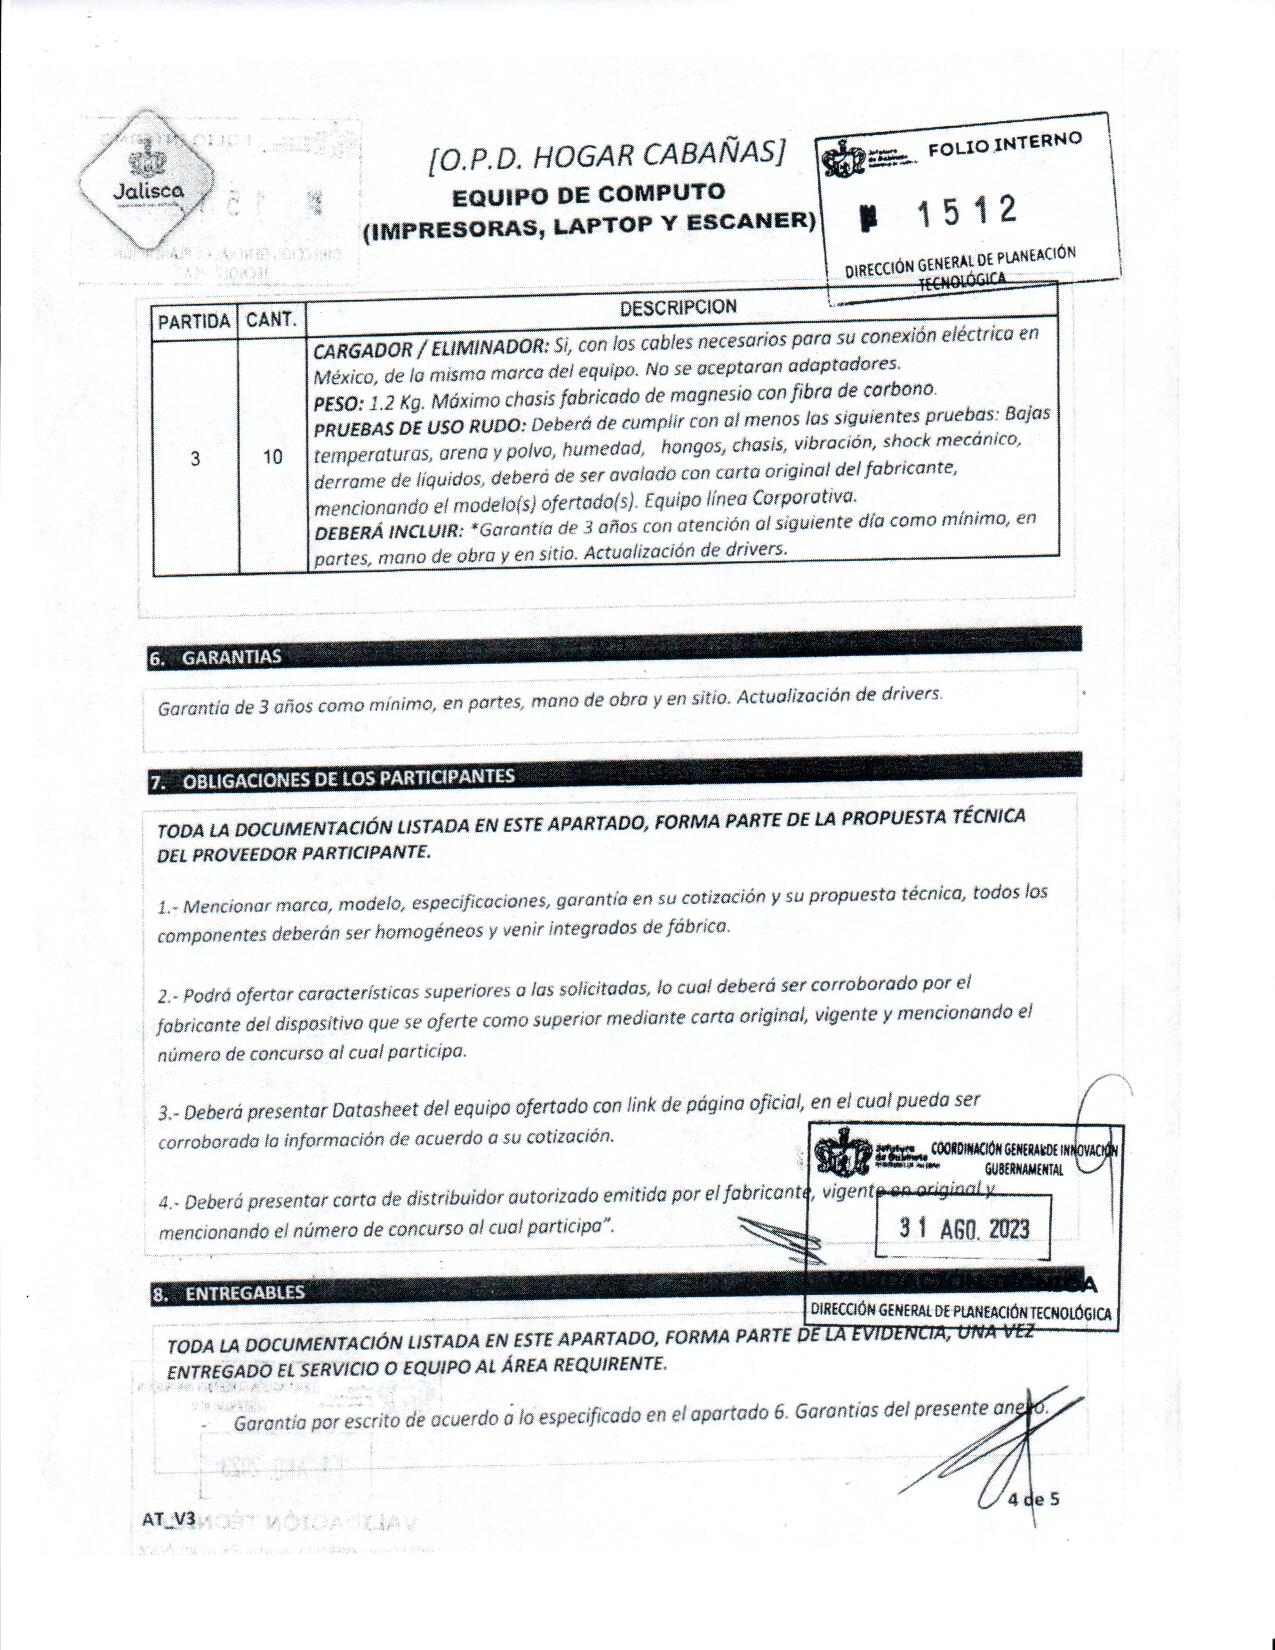 Jalisca
[O.P.D. HOGAR CABAÑAS]
EQUIPO DE COMPUTO
(IMPRESORAS, LAPTOP Y ESCANER)
Jefatura
de Gabinete
FOLIO INTERNO
1512
DIRECCIÓN GENERAL DE PLANEACIÓN
TECNOLÓGICA
PARTIDA CANT. DESCRIPCION
3 10
CARGADOR / ELIMINADOR: Si, con los cables necesarios para su conexión eléctrica en
México, de la misma marca del equipo. No se aceptaran adaptadores.
PESO: 1.2 Kg. Máximo chasis fabricado de magnesio con fibra de carbono.
PRUEBAS DE USO RUDO: Deberá de cumplir con al menos las siguientes pruebas: Bajas
temperaturas, arena y polvo, humedad, hongos, chasis, vibración, shock mecánico,
derrame de líquidos, deberá de ser avalado con carta original del fabricante,
mencionando el modelo(s) ofertado(s). Equipo línea Corporativa.
DEBERÁ INCLUIR: *Garantía de 3 años con atención al siguiente día como mínimo, en
partes, mano de obra y en sitio. Actualización de drivers.
6. GARANTIAS
Garantía de 3 años como mínimo, en partes, mano de obra y en sitio. Actualización de drivers.
7. OBLIGACIONES DE LOS PARTICIPANTES
TODA LA DOCUMENTACIÓN LISTADA EN ESTE APARTADO, FORMA PARTE DE LA PROPUESTA TÉCNICA
DEL PROVEEDOR PARTICIPANTE.
1.- Mencionar marca, modelo, especificaciones, garantía en su cotización y su propuesta técnica, todos los
componentes deberán ser homogéneos y venir integrados de fábrica.
2.- Podrá ofertar características superiores a las solicitadas, lo cual deberá ser corroborado por el
fabricante del dispositivo que se oferte como superior mediante carta original, vigente y mencionando el
número de concurso al cual participa.
3.- Deberá presentar Datasheet del equipo ofertado con link de página oficial, en el cual pueda ser
corroborada la información de acuerdo a su cotización.
4.- Deberá presentar carta de distribuidor autorizado emitida por el fabricante, vigente en original y
mencionando el número de concurso al cual participa”.
Jefatura
de Gabinete
COORDINACIÓN GENERAL DE INNOVACIÓN
GUBERNAMENTAL
31 AGO. 2023
VALIDACIÓN TÉCNICA
DIRECCIÓN GENERAL DE PLANEACIÓN TECNOLÓGICA
8. ENTREGABLES
TODA LA DOCUMENTACIÓN LISTADA EN ESTE APARTADO, FORMA PARTE DE LA EVIDENCIA, UNA VEZ
ENTREGADO EL SERVICIO O EQUIPO AL ÁREA REQUIRENTE.
- Garantía por escrito de acuerdo a lo especificado en el apartado 6. Garantías del presente anexo.
4 de 5
AT_V3